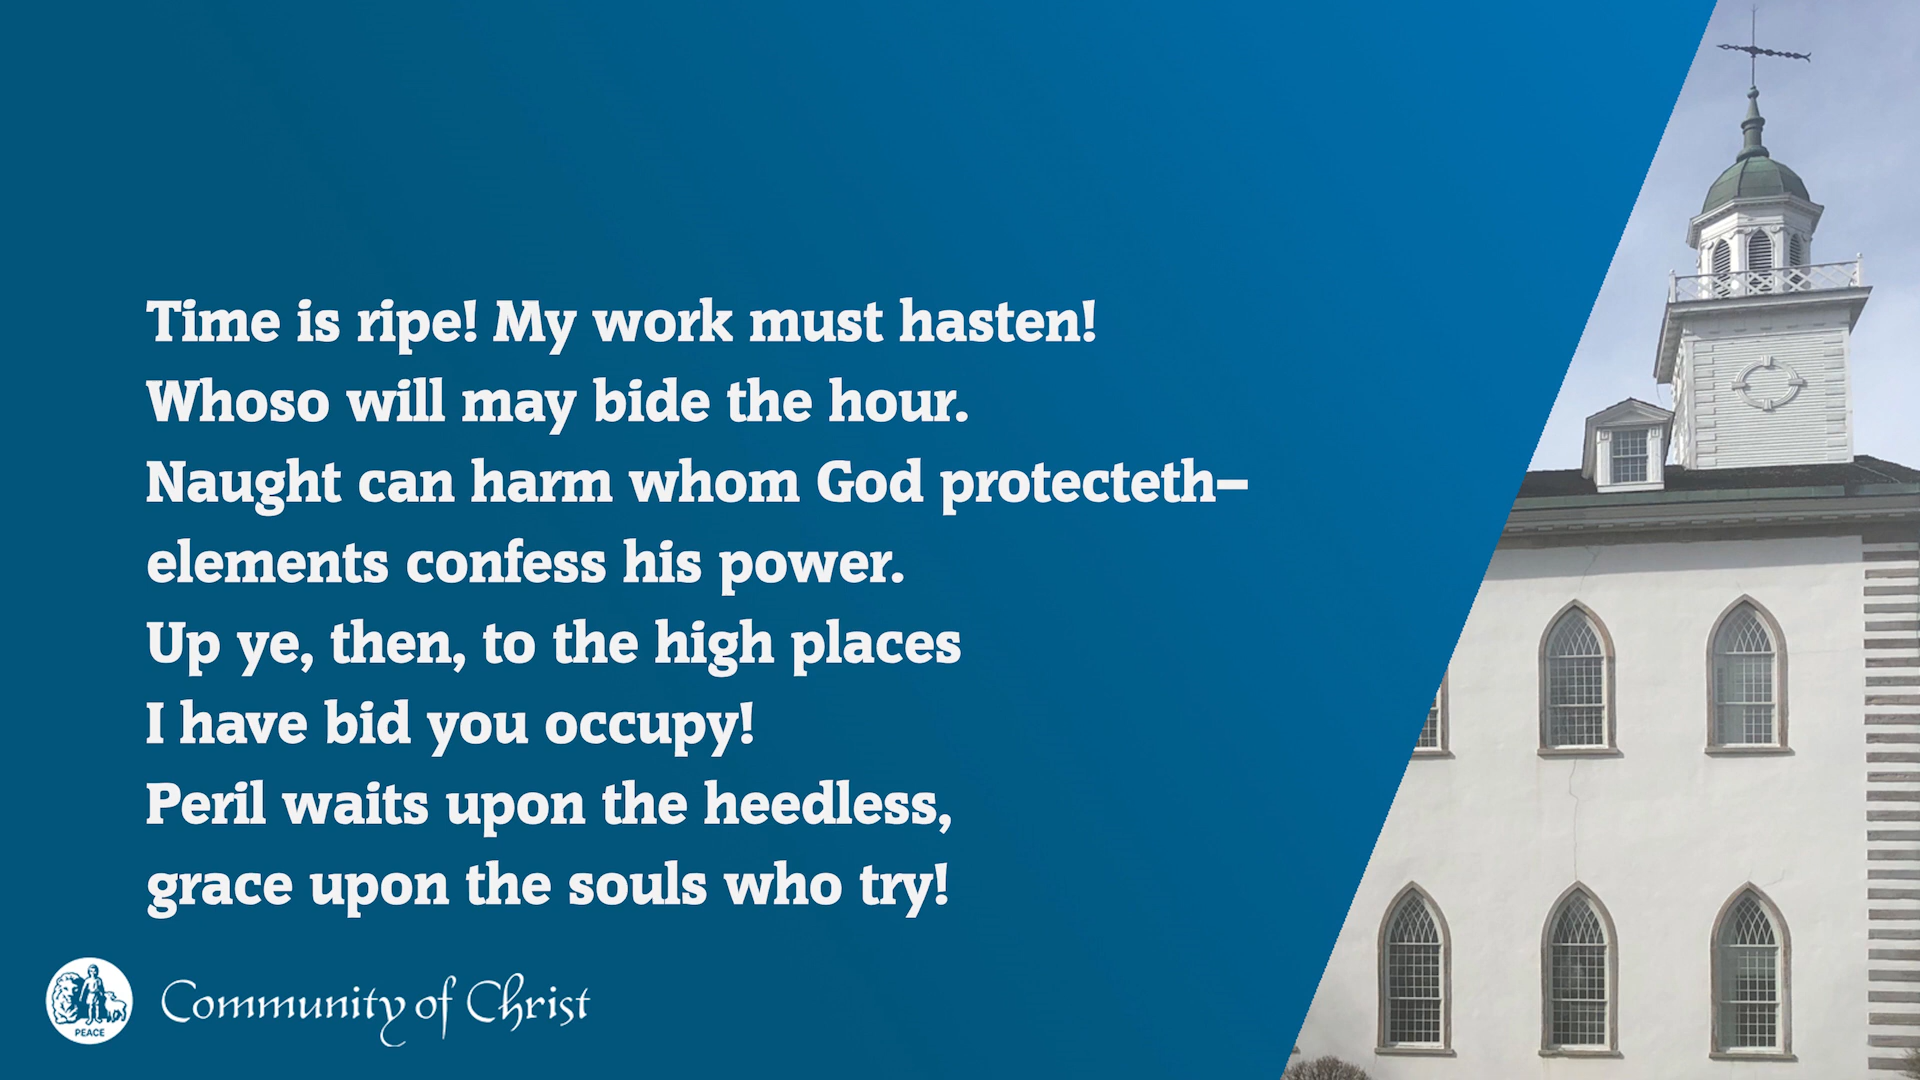 Time is ripe! My work must hasten!
Whoso will may bide the hour.
Naught can harm whom God protecteth–
elements confess his power.
Up ye, then, to the high places
I have bid you occupy!
Peril waits upon the heedless,
grace upon the souls who try!
PEACE
Community of Christ